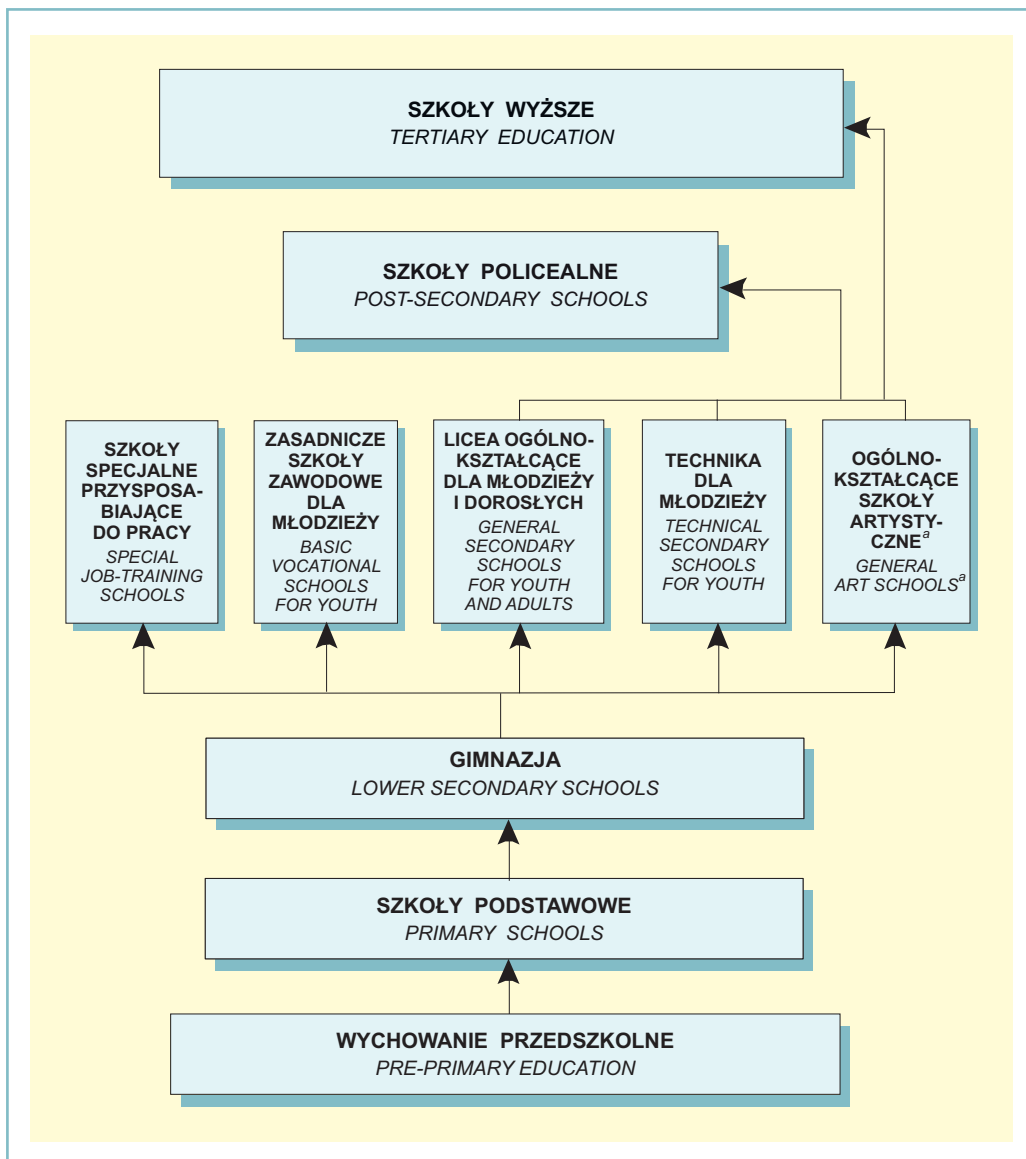 SZKOŁY WYŻSZE
TERTIARY EDUCATION
SZKOŁY POLICEALNE
POST-SECONDARY SCHOOLS
SZKOŁY
SPECJALNE
PRZYSPOSA-
BIAJĄCE
DO PRACY
SPECIAL
JOB-TRAINING
SCHOOLS
ZASADNICZE
SZKOŁY
ZAWODOWE
DLA
MŁODZIEŻY
BASIC
VOCATIONAL
SCHOOLS
FOR YOUTH
LICEA OGÓLNO-
KSZTAŁCĄCE
DLA MŁODZIEŻY
I DOROSŁYCH
GENERAL
SECONDARY
SCHOOLS
FOR YOUTH
AND ADULTS
TECHNIKA
DLA
MŁODZIEŻY
TECHNICAL
SECONDARY
SCHOOLS
FOR YOUTH
OGÓLNO-
KSZTAŁCĄCE
SZKOŁY
ARTYSTY-
CZNE a
GENERAL
ART SCHOOLS a
GIMNAZJA
LOWER SECONDARY SCHOOLS
SZKOŁY PODSTAWOWE
PRIMARY SCHOOLS
WYCHOWANIE PRZEDSZKOLNE
PRE-PRIMARY EDUCATION